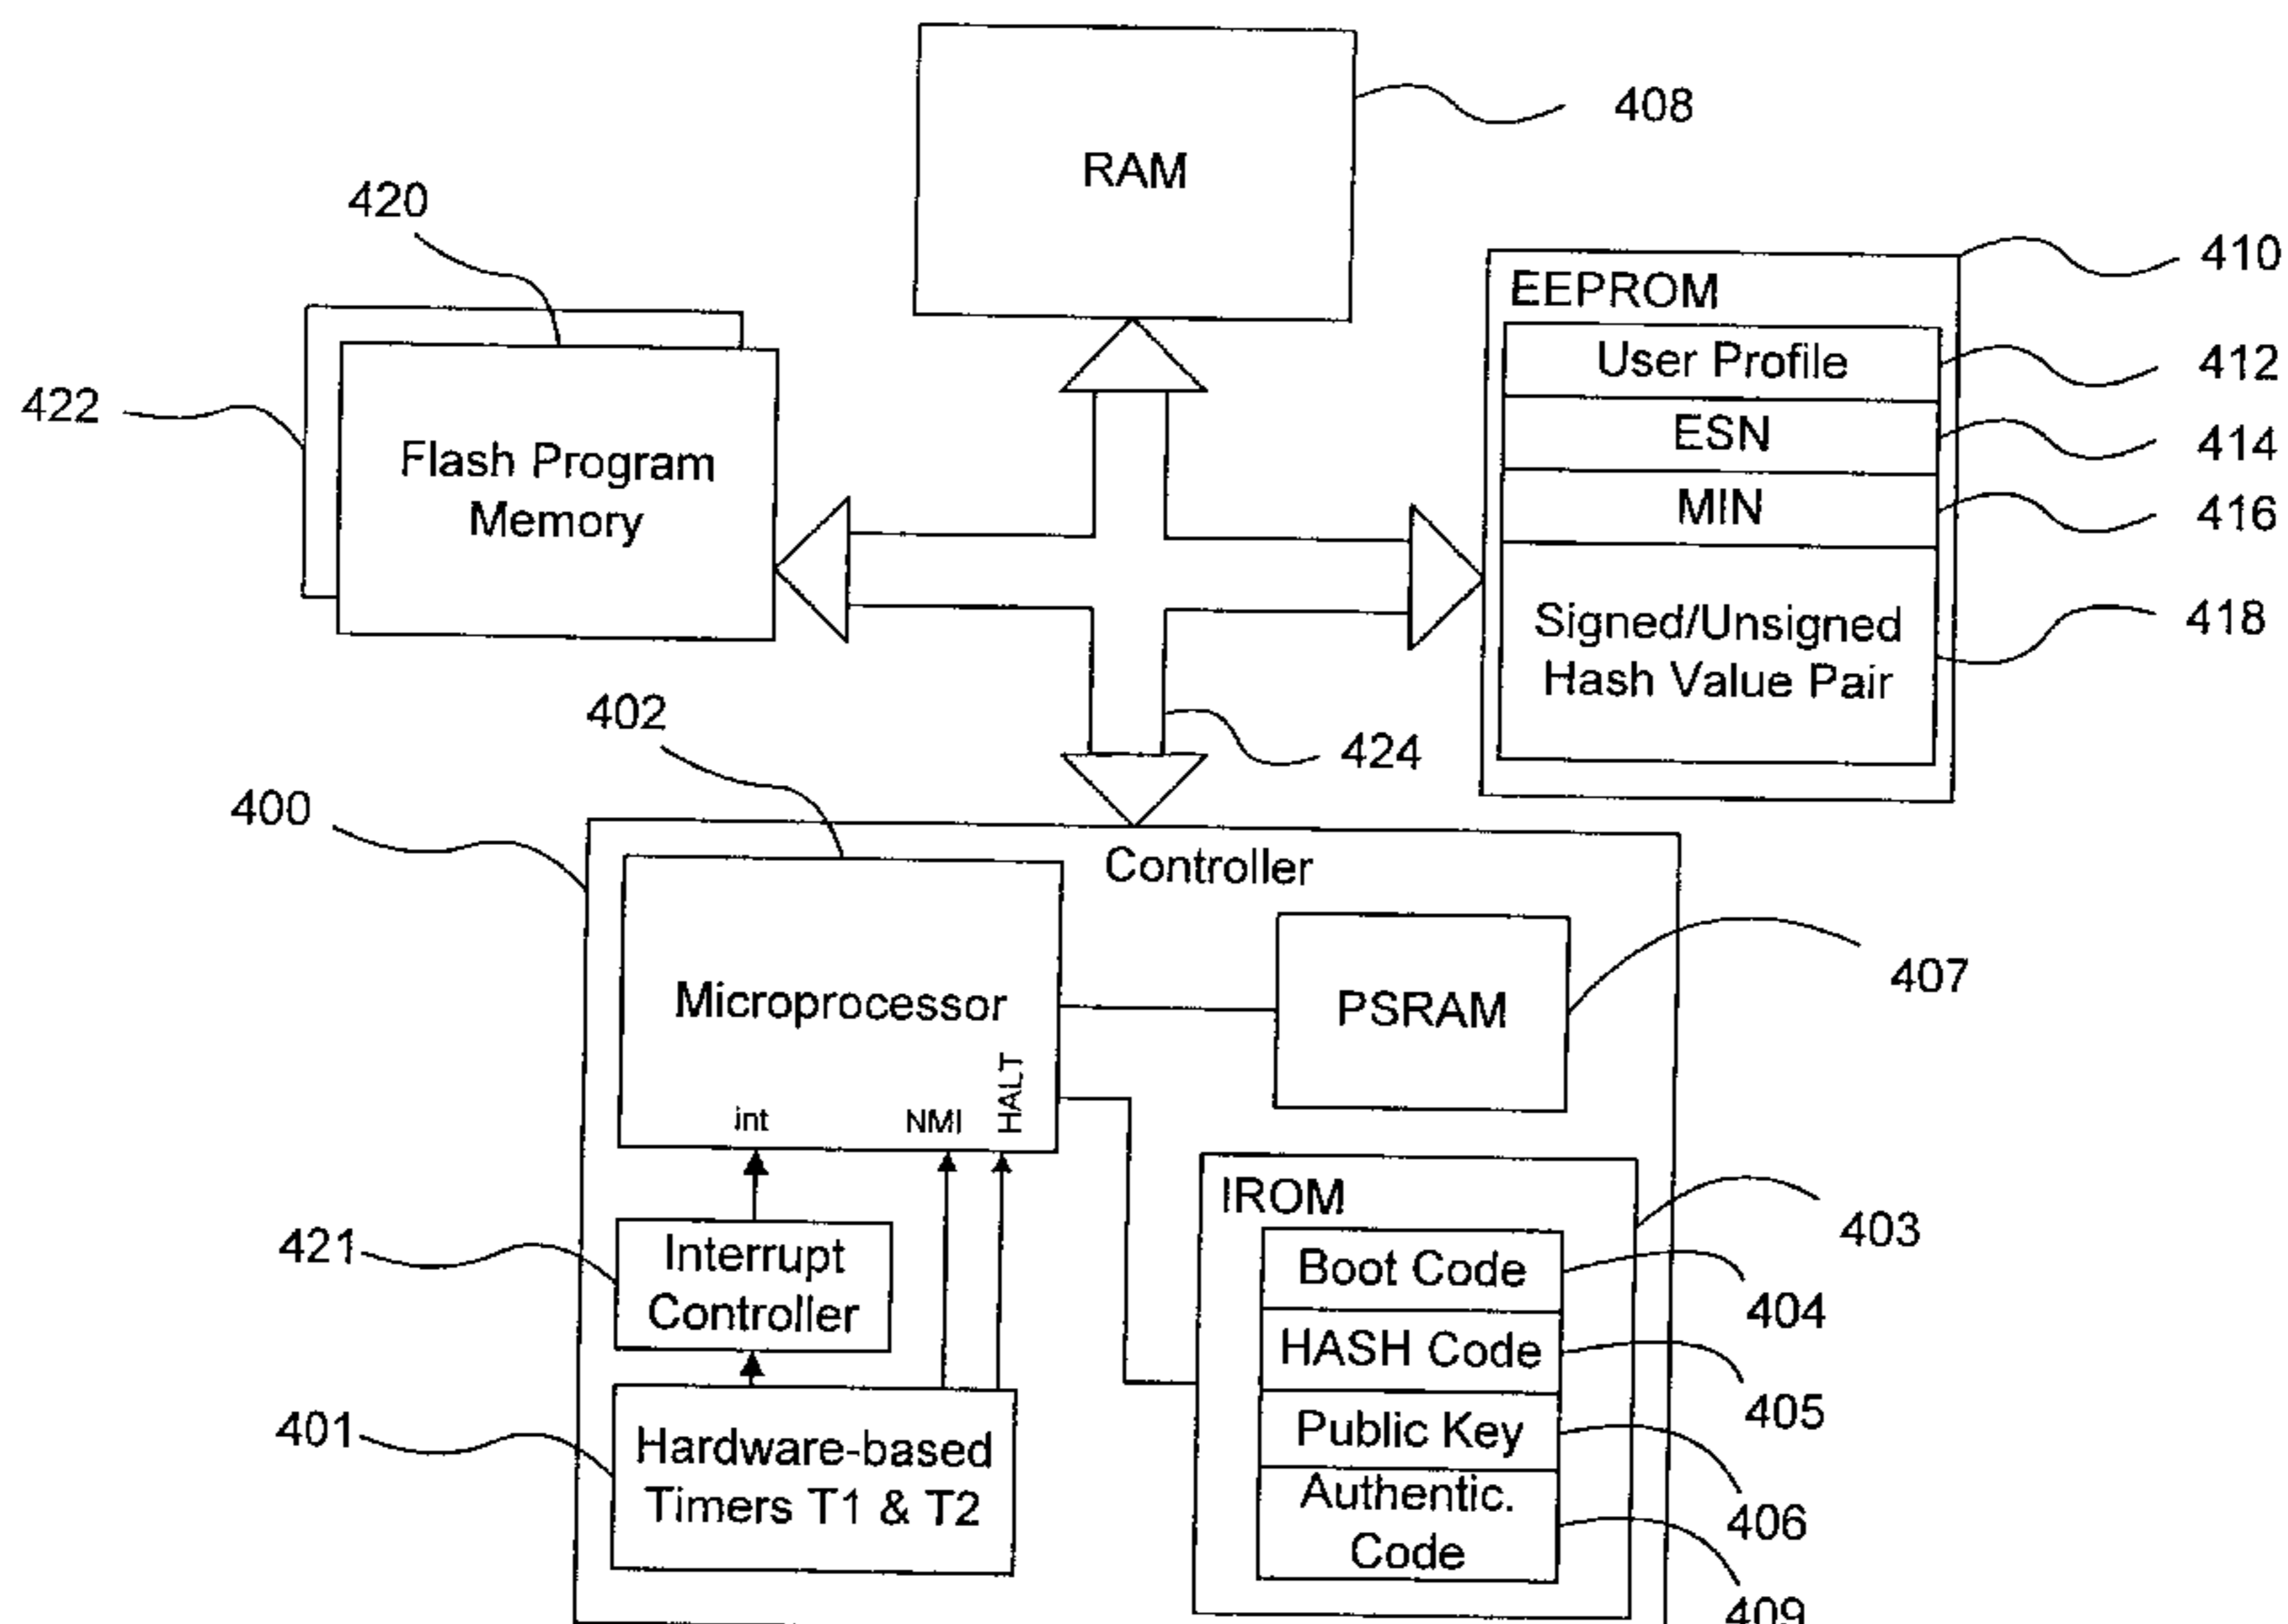 408
RAM
420
410
EEPROM
User Profile
412
422
ESN
414
Flash Program
Memory
MIN
416
Signed/Unsigned
Hash Value Pair
418
402
424
400
Controller
Microprocessor
PSRAM
407
int
NMI
HALT
IROM
403
421
Interrupt
Controller
Boot Code
404
HASH Code
405
401
Hardware-based
Timers T1 & T2
Public Key
406
Authentic.
Code
409